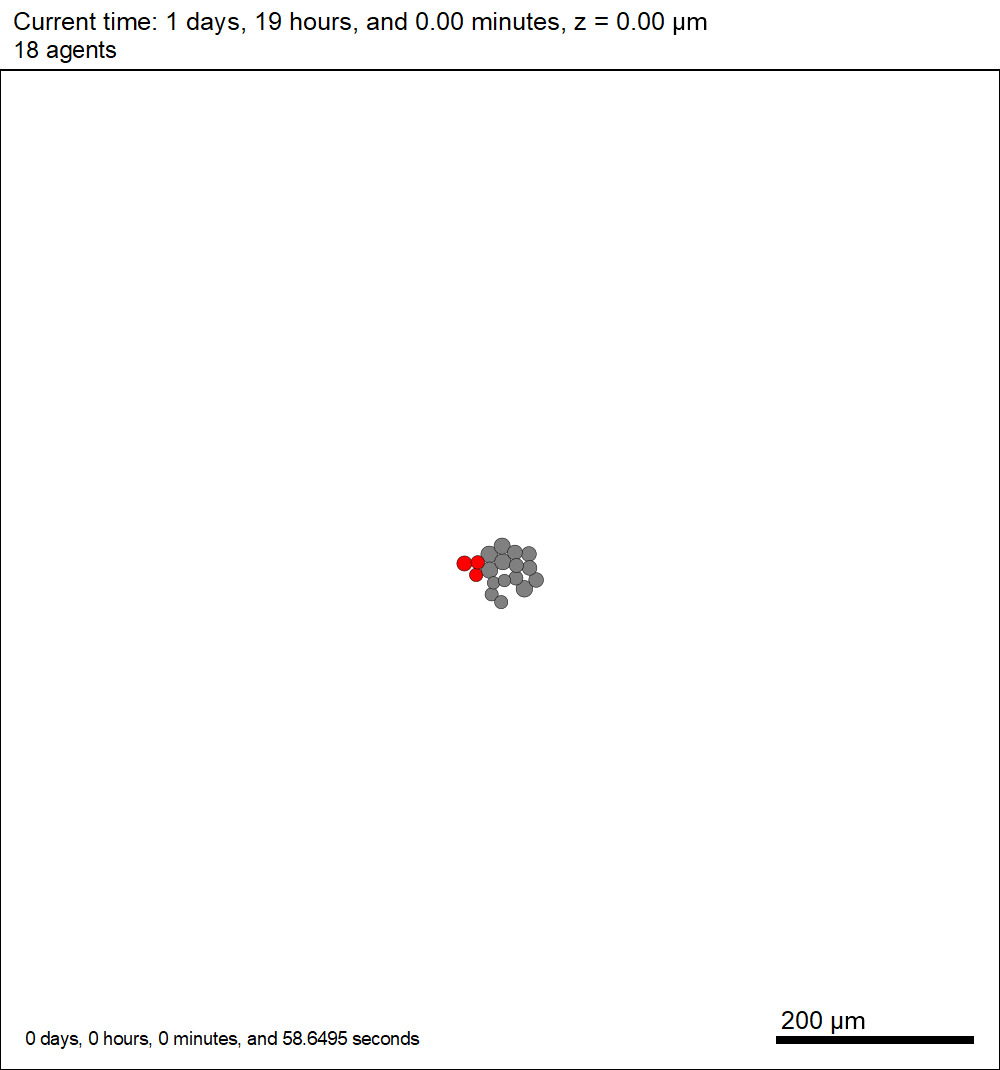 Current time: 1 days, 19 hours, and 0.00 minutes, z = 0.00 µm
18 agents
200 µm
0 days, 0 hours, 0 minutes, and 58.6495 seconds